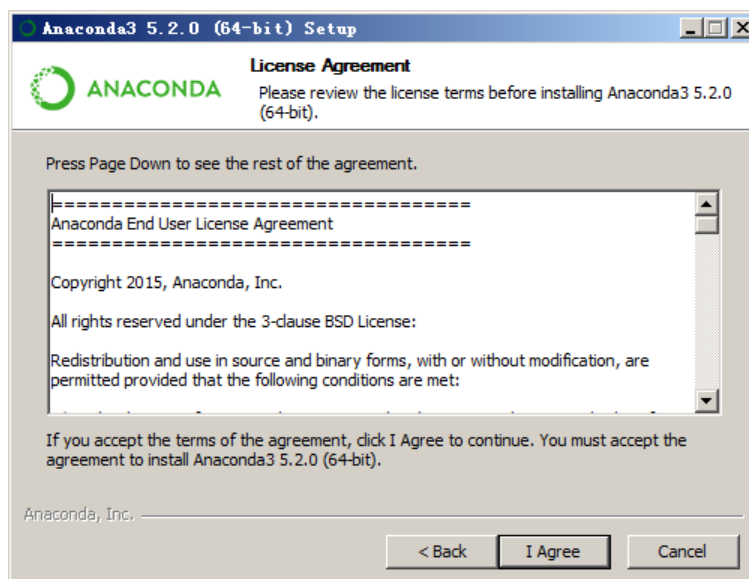 Anaconda3 5.2.0 (64-bit) Setup
ANACONDA
License Agreement
Please review the license terms before installing Anaconda3 5.2.0
(64-bit).
Press Page Down to see the rest of the agreement.
====================================
Anaconda End User License Agreement
====================================
Copyright 2015, Anaconda, Inc.
All rights reserved under the 3-clause BSD License:
Redistribution and use in source and binary forms, with or without modification, are
permitted provided that the following conditions are met:
If you accept the terms of the agreement, click I Agree to continue. You must accept the
agreement to install Anaconda3 5.2.0 (64-bit).
Anaconda, Inc.
< Back
I Agree
Cancel